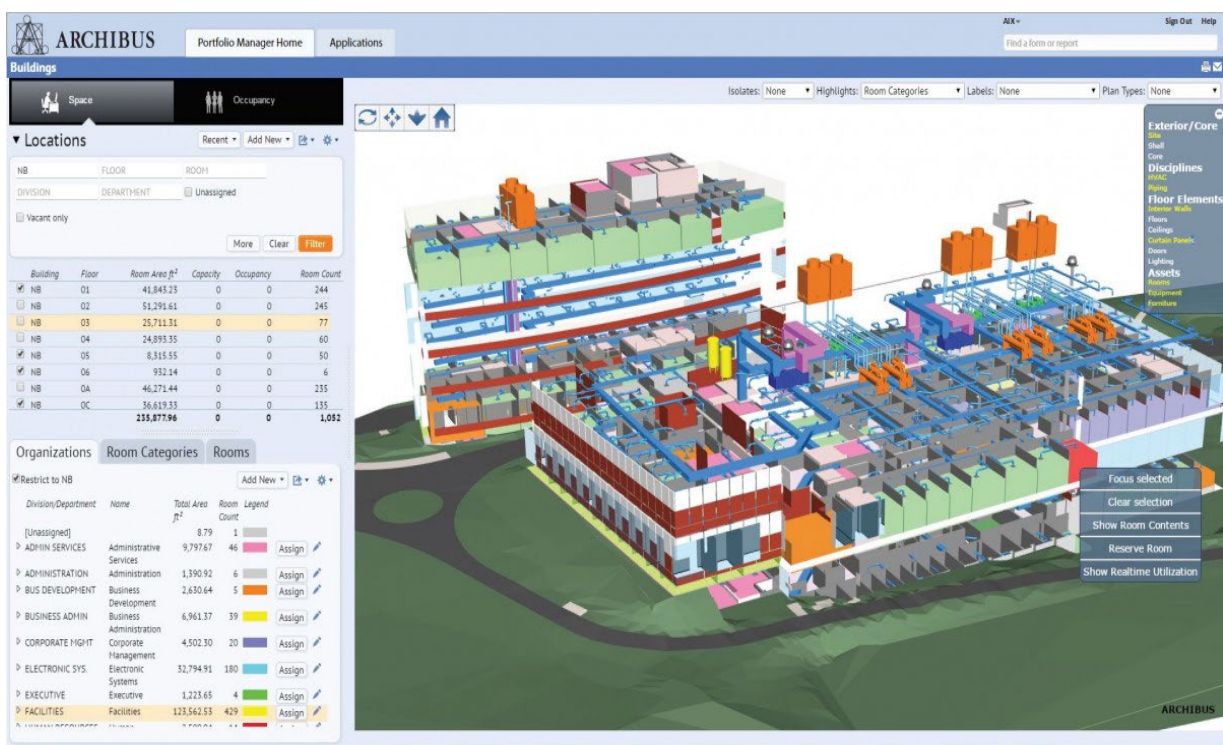 ARCHIBUS
Portfolio Manager Home
Applications
AIX
Sign Out Help
Find a form or report
Buildings
Space
Occupancy
Isolates: None Highlights: Room Categories Labels: None Plan Types: None
Locations
Recent Add New
NB FLOOR ROOM
DIVISION DEPARTMENT Unassigned
Vacant only
More Clear Filter
Building Floor Room Area ft² Capacity Occupancy Room Count
NB 01 41,843.23 0 0 244
NB 02 51,291.61 0 0 245
NB 03 25,711.31 0 0 77
NB 04 24,893.35 0 0 60
NB 05 8,315.55 0 0 50
NB 06 932.14 0 0 6
NB 0A 46,271.44 0 0 235
NB 0C 36,619.33 0 0 135
235,877.96 0 0 1,052
Organizations Room Categories Rooms
Restrict to NB Add New
Division/Department Name Total Area Room Legend
ft² Count
[Unassigned] 8.79 1
ADMIN SERVICES Administrative 9,797.67 46 Assign
Services
ADMINISTRATION Administration 1,390.92 6 Assign
BUS DEVELOPMENT Business 2,630.64 5 Assign
Development
BUSINESS ADMIN Business 6,961.37 39 Assign
Administration
CORPORATE MGMT Corporate 4,502.30 20 Assign
Management
ELECTRONIC SYS. Electronic 32,794.91 180 Assign
Systems
EXECUTIVE Executive 1,223.65 4 Assign
FACILITIES Facilities 123,562.53 429 Assign
Exterior/Core
Site
Shell
Core
Disciplines
HVAC
Piping
Floor Elements
Interior Walls
Floors
Ceilings
Curtain Panels
Doors
Lighting
Assets
Rooms
Equipment
Furniture
Focus selected
Clear selection
Show Room Contents
Reserve Room
Show Realtime Utilization
ARCHIBUS